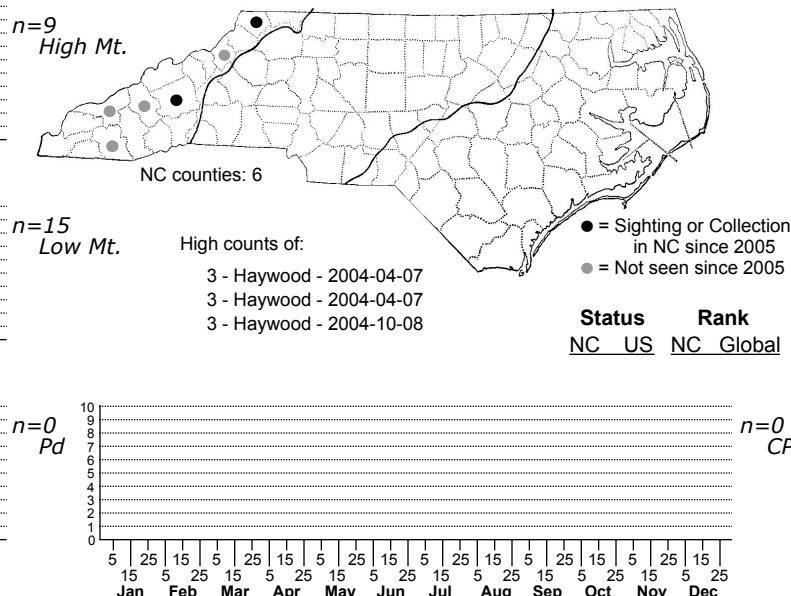 n=9
High Mt.
NC counties: 6
n=15
Low Mt.
High counts of:
3 - Haywood - 2004-04-07
3 - Haywood - 2004-04-07
3 - Haywood - 2004-10-08
= Sighting or Collection
in NC since 2005
= Not seen since 2005
Status Rank
NC US NC Global
n=0
Pd
10
9
8
7
6
5
4
3
2
1
0
n=0
CP
5 25 15 5 25 15 5 25 15 5 25 15 5 25 15 5 25 15
15 5 25 15 5 25 15 5 25 15 5 25 15 5 25 15 5 25
Jan Feb Mar Apr May Jun Jul Aug Sep Oct Nov Dec